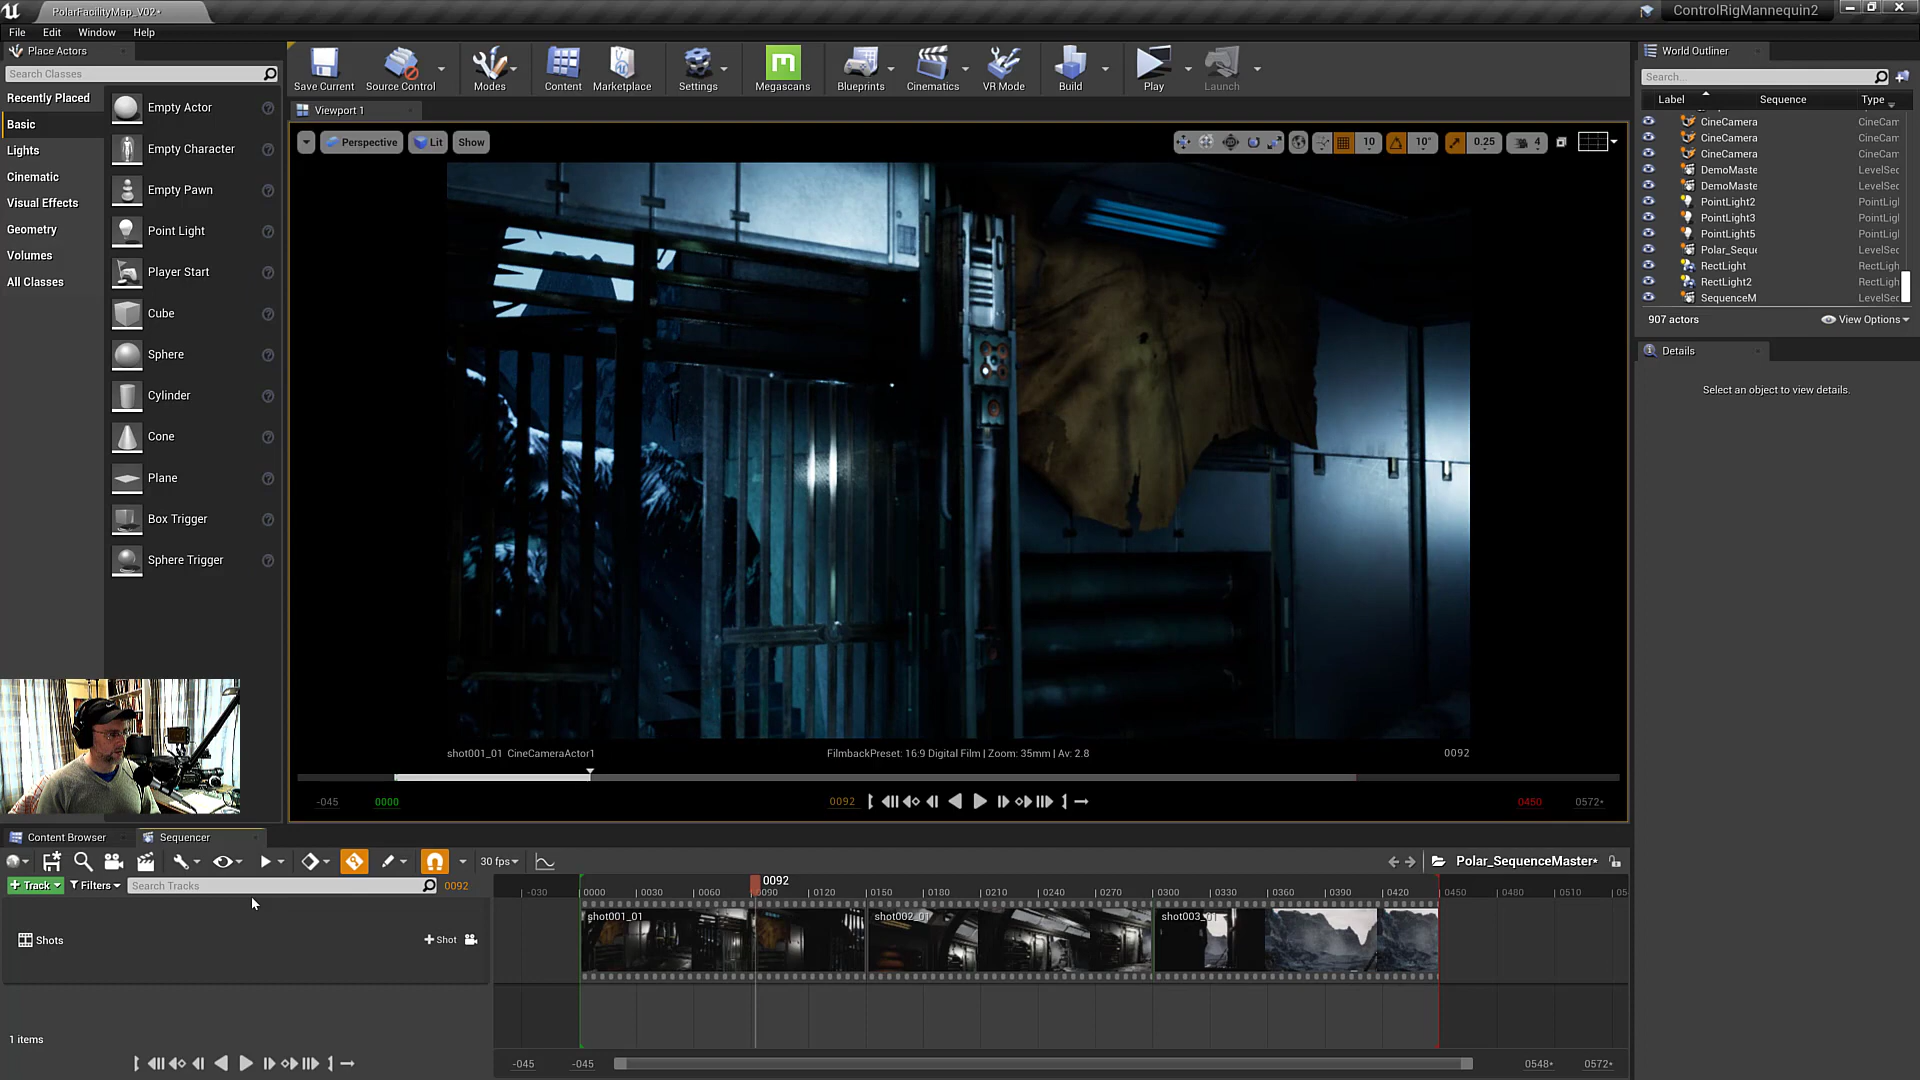 PolarFacilityMap_V02*
ControlRigMannequin2
File Edit Window Help
Place Actors
Search Classes
Recently Placed
Basic
Lights
Cinematic
Visual Effects
Geometry
Volumes
All Classes
Empty Actor
Empty Character
Empty Pawn
Point Light
Player Start
Cube
Sphere
Cylinder
Cone
Plane
Box Trigger
Sphere Trigger
Save Current Source Control Modes Content Marketplace Settings Megascans Blueprints Cinematics VR Mode Build Play Launch
Viewport 1
Perspective Lit Show
10 10° 0.25 4
shot001_01 CineCameraActor1
FilmbackPreset: 16:9 Digital Film | Zoom: 35mm | Av: 2.8
0092
-045 0000 0092 0450 0572*
World Outliner
Search...
Label Sequence Type
CineCamera CineCam
CineCamera CineCam
CineCamera CineCam
DemoMaste LevelSec
DemoMaste LevelSec
PointLight2 PointLigl
PointLight3 PointLigl
PointLight5 PointLigl
Polar_Seque LevelSec
RectLight RectLigh
RectLight2 RectLigh
SequenceM LevelSec
907 actors View Options
Details
Select an object to view details.
Content Browser Sequencer
30 fps
Polar_SequenceMaster*
+ Track Filters Search Tracks 0092
0092
-030 0000 0030 0060 0090 0120 0150 0180 0210 0240 0270 0300 0330 0360 0390 0420 0450 0480 0510 05
shot001_01 shot002_01 shot003_01
Shots + Shot
1 items
-045 -045 0548* 0572*